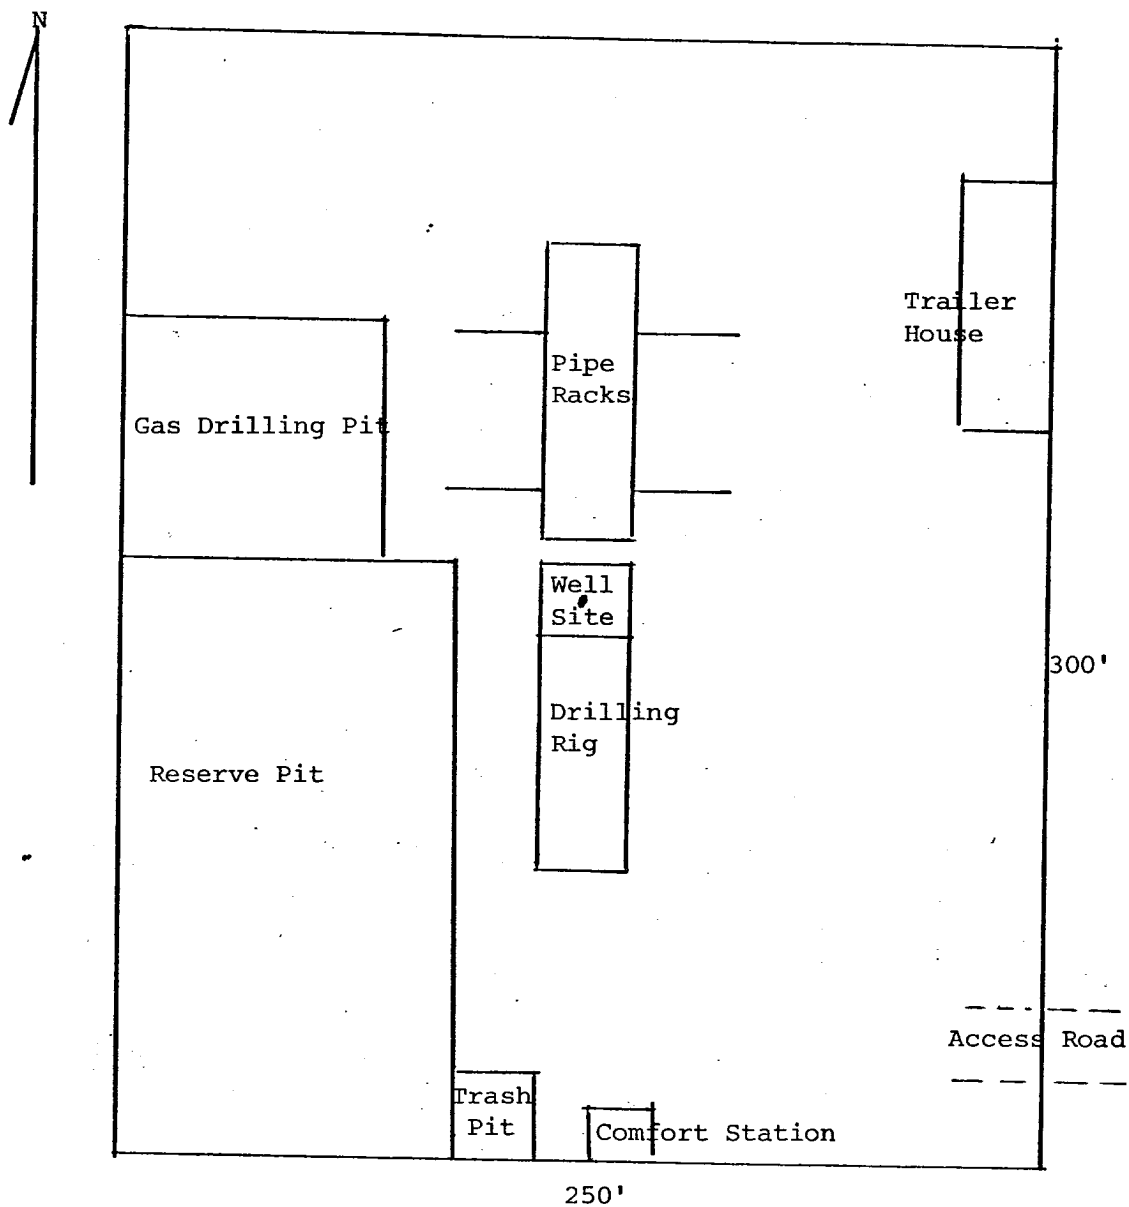 N
Trailer
House
Pipe
Racks
Gas Drilling Pit
Well
Site
300'
Drilling
Rig
Reserve Pit
Access Road
Trash
Pit
Comfort Station
250'